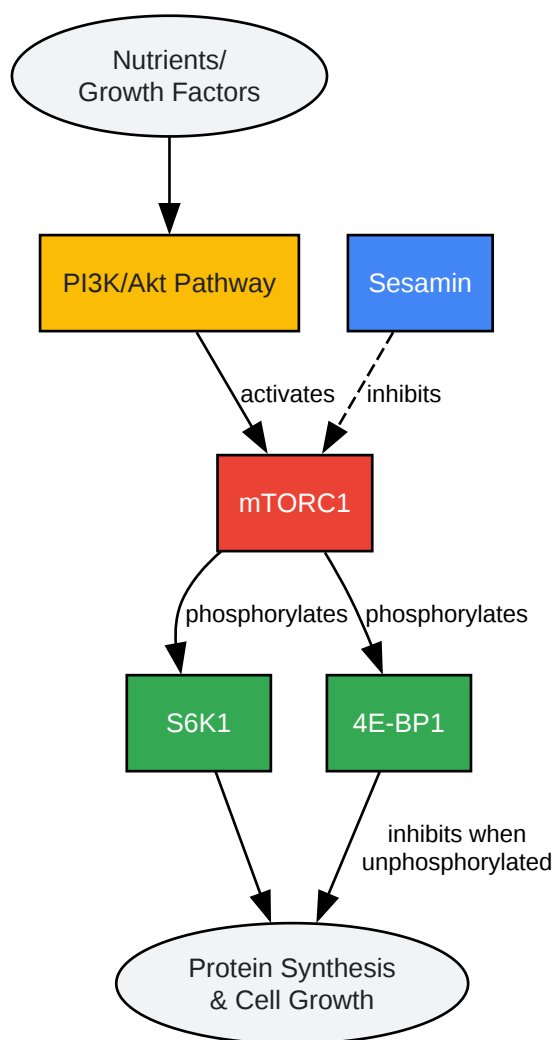 Nutrients/
Growth Factors
PI3K/Akt Pathway
Sesamin
activates
inhibits
mTORC1
phosphorylates
phosphorylates
S6K1
4E-BP1
inhibits when
unphosphorylated
Protein Synthesis
& Cell Growth